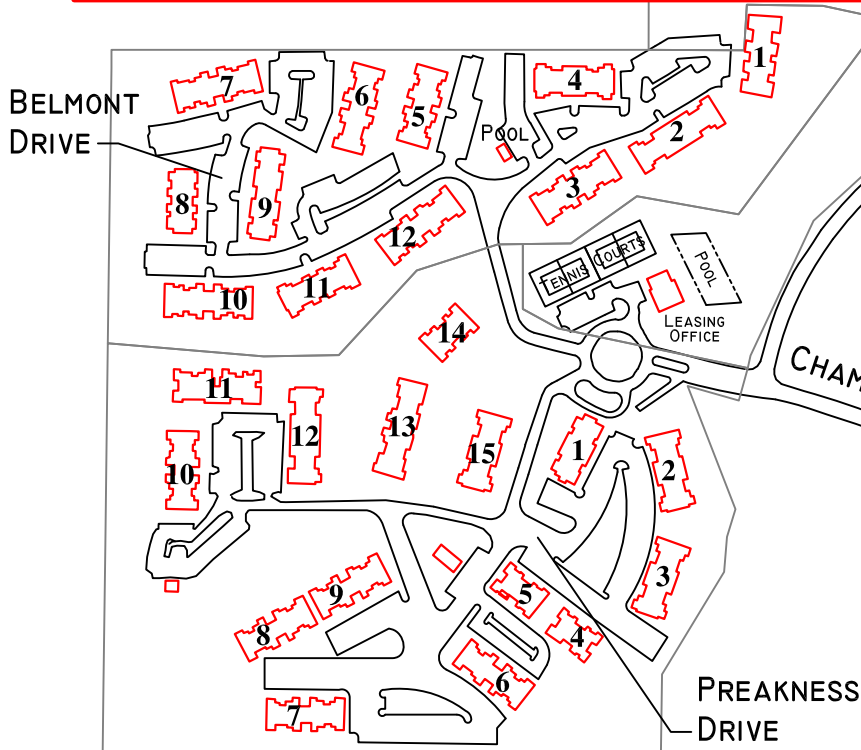 1
7
6
5
4
BELMONT
DRIVE
POOL
2
3
8
9
12
TENNIS COURTS
POOL
10
11
LEASING
OFFICE
14
CHAM
11
12
13
15
1
2
10
3
9
5
8
4
6
7
PREAKNESS
DRIVE